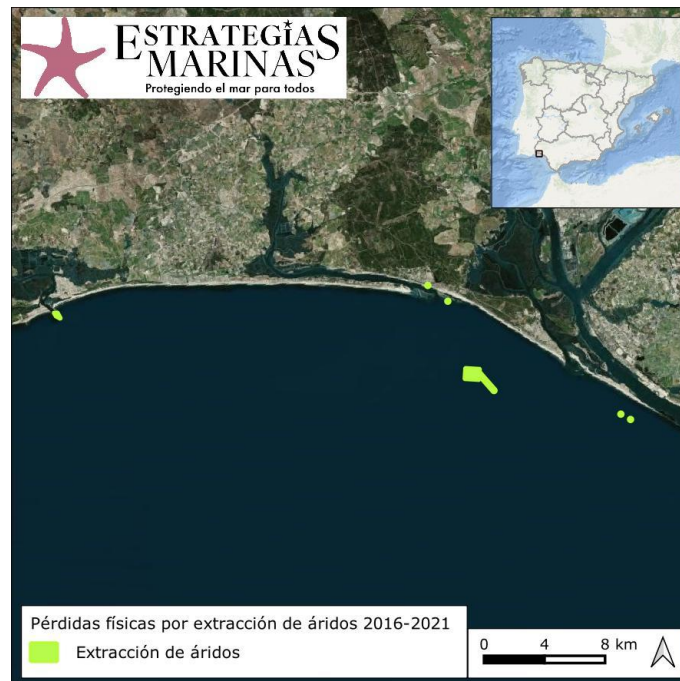 ESTRATEGIAS
MARINAS
Protegiendo el mar para todos
Pérdidas físicas por extracción de áridos 2016-2021
Extracción de áridos
0 4 8 km